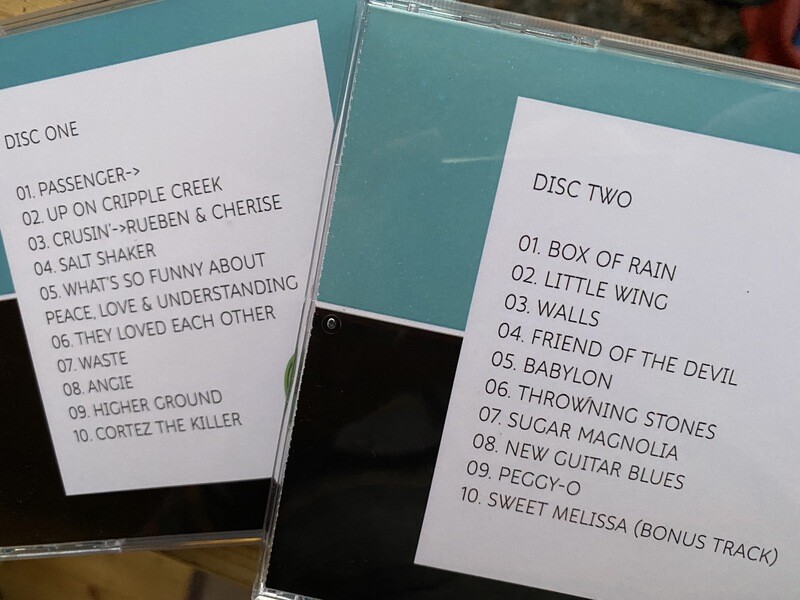 DISC ONE
01. PASSENGER->
02. UP ON CRIPPLE CREEK
03. CRUSIN'->RUEBEN & CHERISE
04. SALT SHAKER
05. WHAT'S SO FUNNY ABOUT
PEACE, LOVE & UNDERSTANDING
06. THEY LOVED EACH OTHER
07. WASTE
08. ANGIE
09. HIGHER GROUND
10. CORTEZ THE KILLER
DISC TWO
01. BOX OF RAIN
02. LITTLE WING
03. WALLS
04. FRIEND OF THE DEVIL
05. BABYLON
06. THROWNING STONES
07. SUGAR MAGNOLIA
08. NEW GUITAR BLUES
09. PEGGY-O
10. SWEET MELISSA (BONUS TRACK)